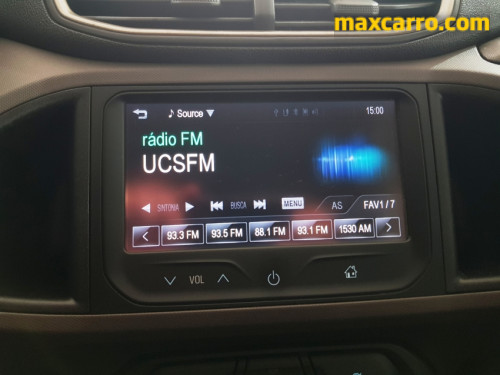 maxcarro.com
Source
15:00
rádio FM
UCSFM
SINTONIA BUSCA MENU AS FAV1 / 7
93.3 FM 93.5 FM 88.1 FM 93.1 FM 1530 AM
VOL